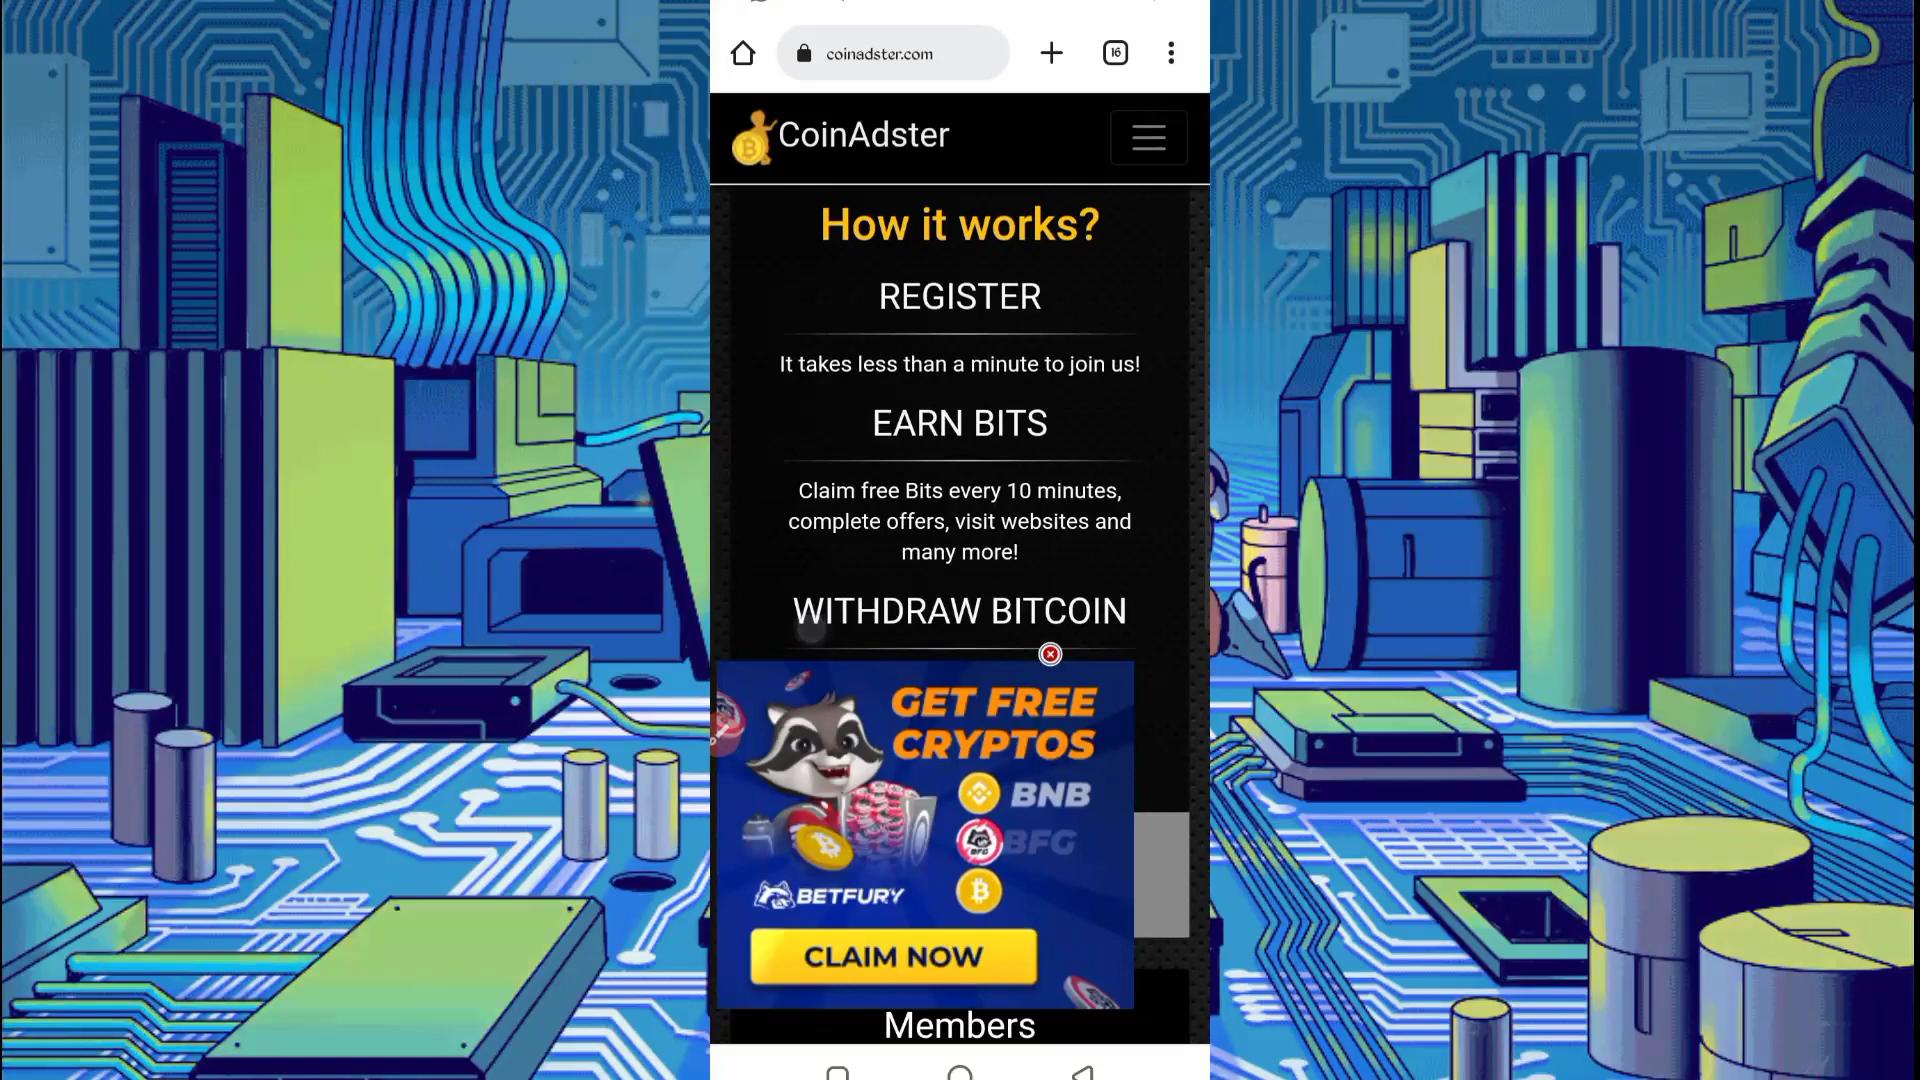 16
coinadster.com
CoinAdster
How it works?
REGISTER
It takes less than a minute to join us!
EARN BITS
Claim free Bits every 10 minutes,
complete offers, visit websites and
many more!
WITHDRAW BITCOIN
GET FREE
CRYPTOS
BNB
BFG
BFG
BETFURY
CLAIM NOW
Members